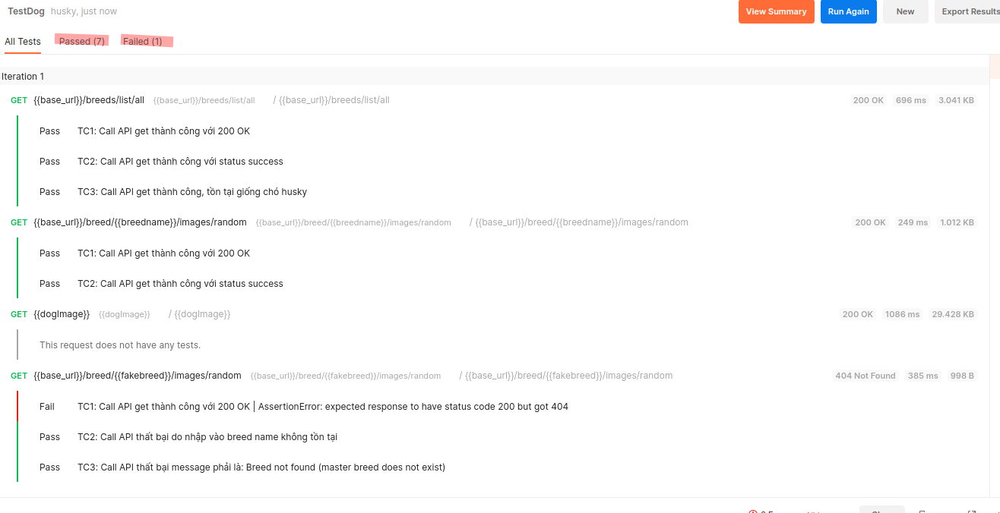 TestDog husky, just now View Summary Run Again New Export Results
All Tests Passed (7) Failed (1)
Iteration 1
GET {{base_url}}/breeds/list/all {{base_url}}/breeds/list/all / {{base_url}}/breeds/list/all 200 OK 696 ms 3.041 KB
Pass TC1: Call API get thành công với 200 OK
Pass TC2: Call API get thành công với status success
Pass TC3: Call API get thành công, tồn tại giống chó husky
GET {{base_url}}/breed/{{breedname}}/images/random {{base_url}}/breed/{{breedname}}/images/random / {{base_url}}/breed/{{breedname}}/images/random 200 OK 249 ms 1.012 KB
Pass TC1: Call API get thành công với 200 OK
Pass TC2: Call API get thành công với status success
GET {{dogImage}} {{dogImage}} / {{dogImage}} 200 OK 1086 ms 29.428 KB
This request does not have any tests.
GET {{base_url}}/breed/{{fakebreed}}/images/random {{base_url}}/breed/{{fakebreed}}/images/random / {{base_url}}/breed/{{fakebreed}}/images/random 404 Not Found 385 ms 998 B
Fail TC1: Call API get thành công với 200 OK | AssertionError: expected response to have status code 200 but got 404
Pass TC2: Call API thất bại do nhập vào breed name không tồn tại
Pass TC3: Call API thất bại message phải là: Breed not found (master breed does not exist)